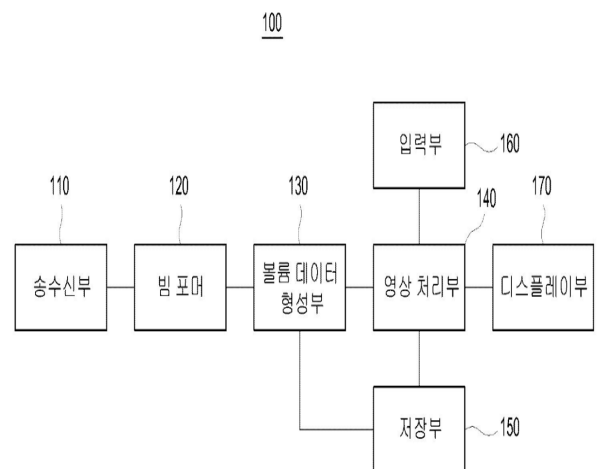 100
입력부
160
110
120
130
140
170
송수신부
빔 포머
볼륨 데이터
형성부
영상 처리부
디스플레이부
저장부
150